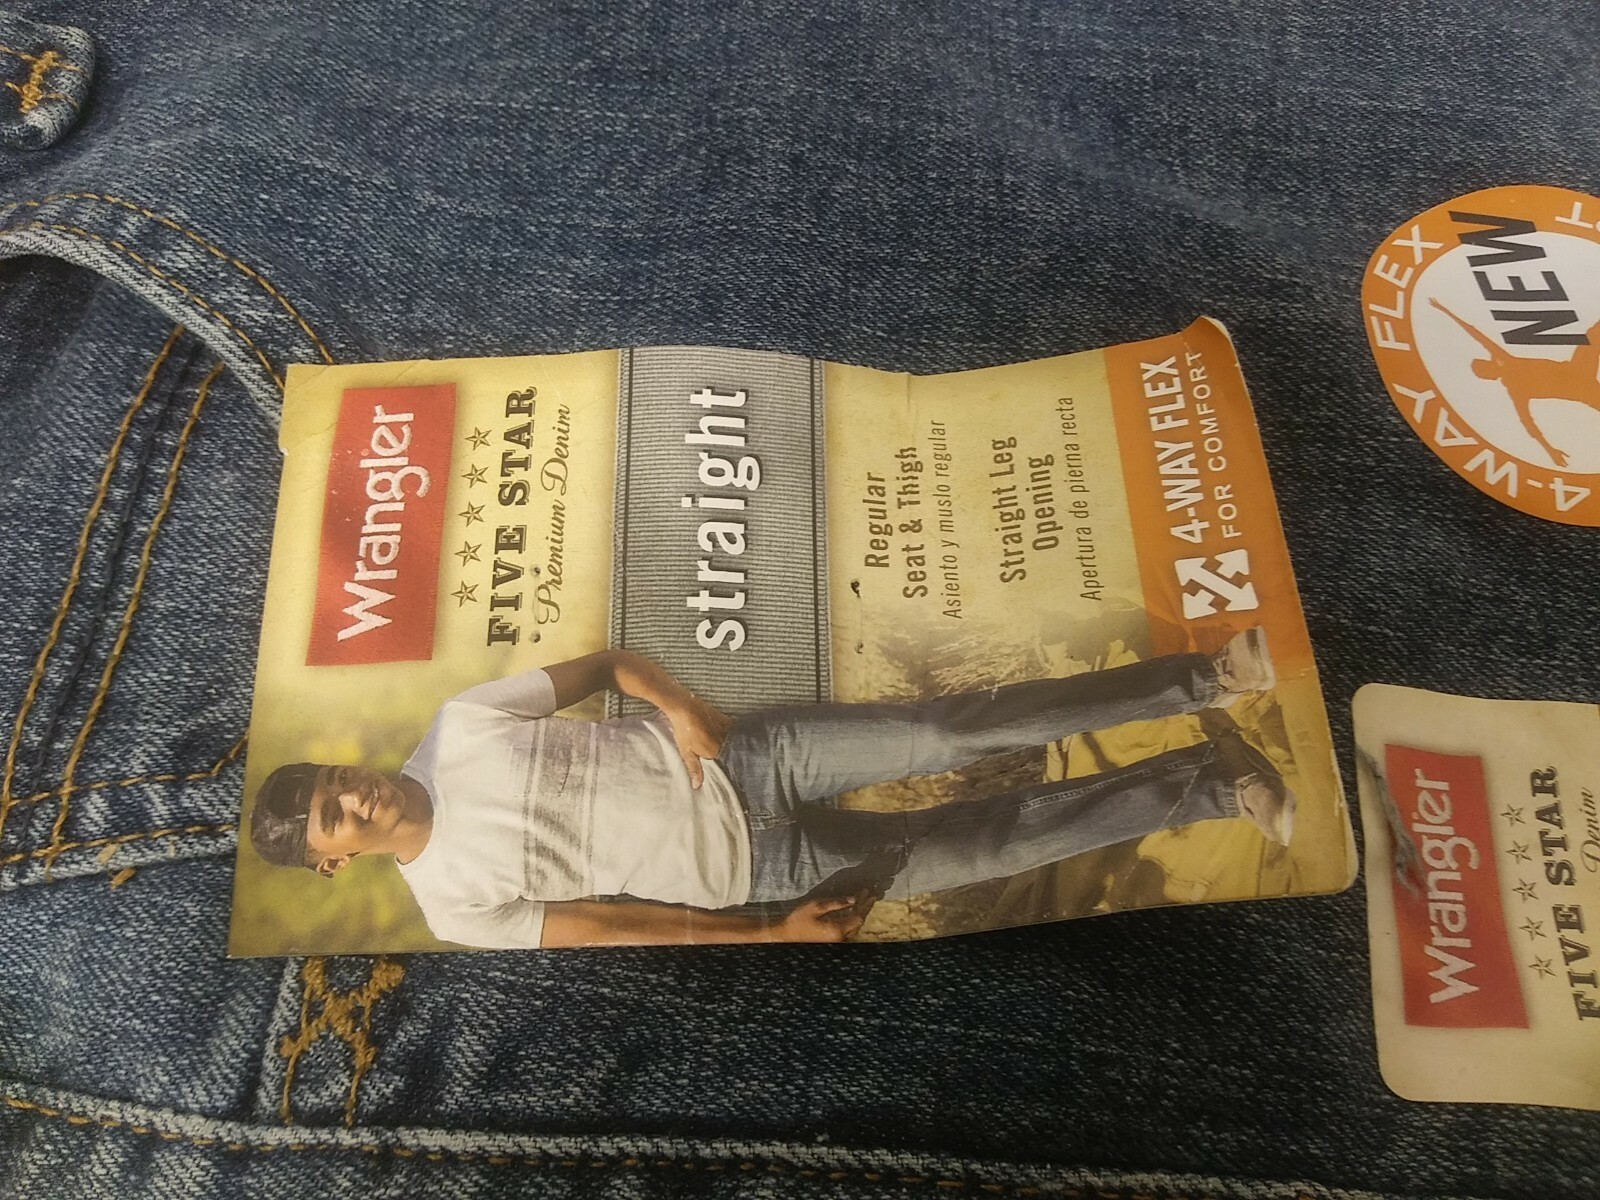 Wrangler
FIVE STAR
Premium Denim
straight
Regular
Seat & Thigh
Asiento y muslo regular
Straight Leg
Opening
Apertura de pierna recta
4-WAY FLEX
FOR COMFORT
4-WAY FLEX
NEW
Wrangler
FIVE STAR
Denim